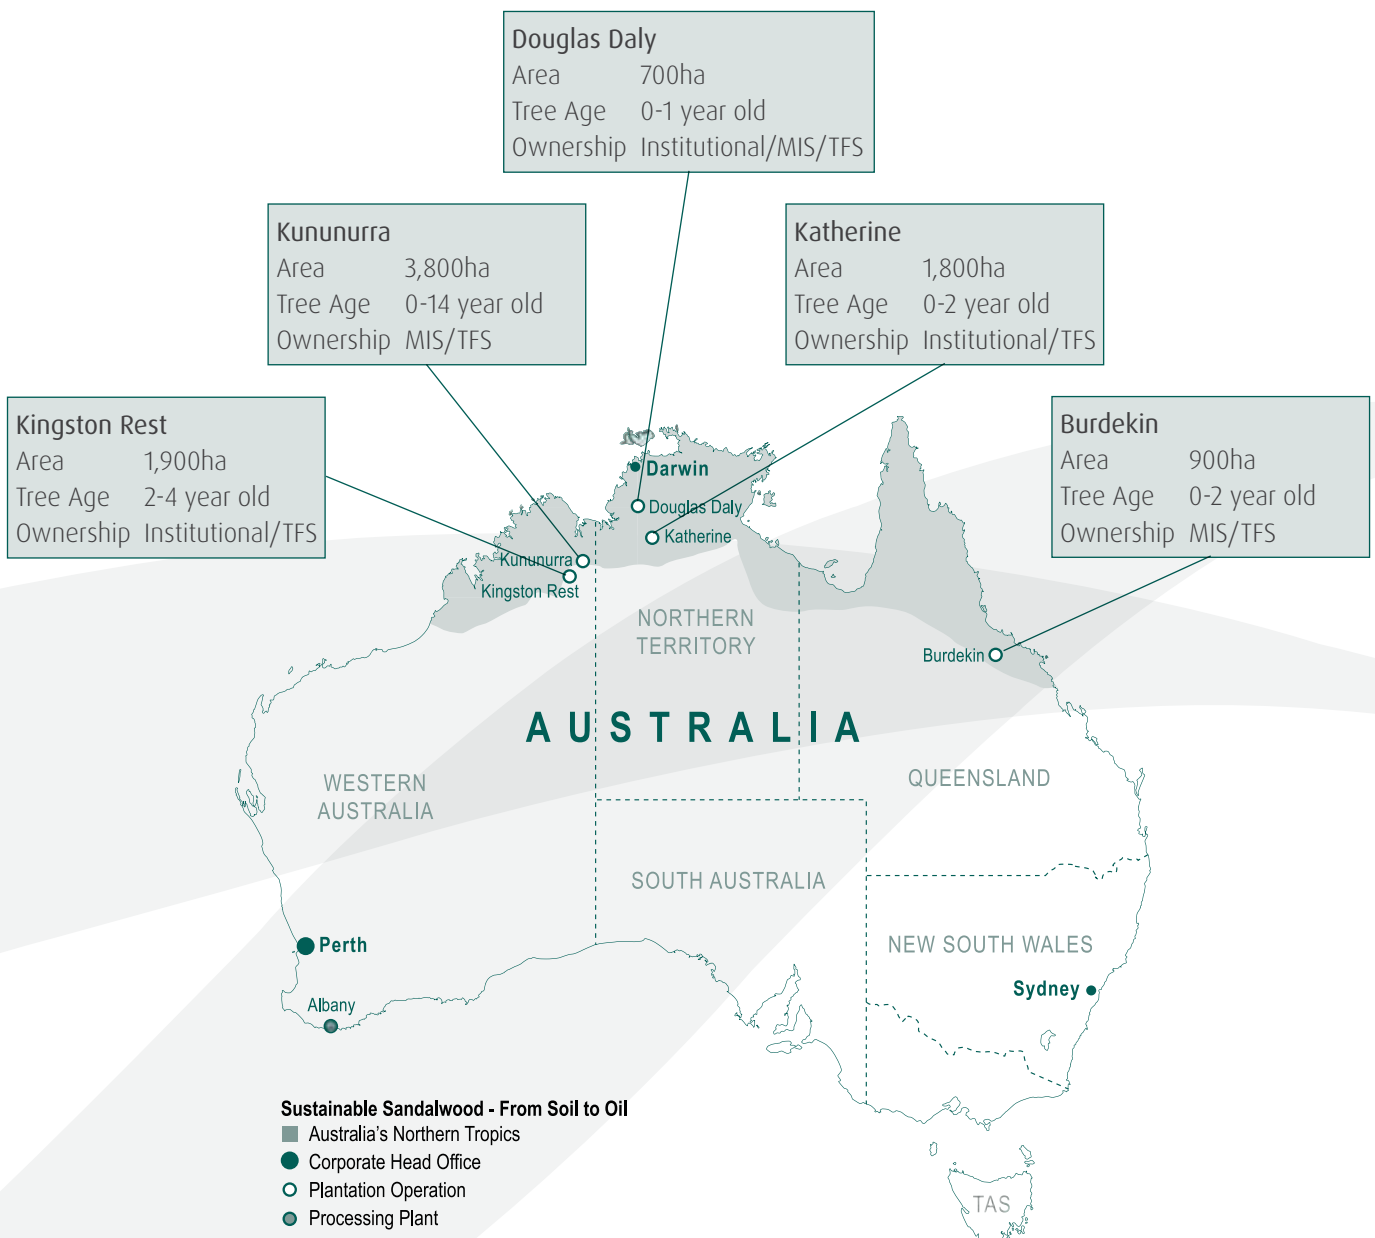 Douglas Daly
Area 700ha
Tree Age 0-1 year old
Ownership Institutional/MIS/TFS
Kununurra
Area 3,800ha
Tree Age 0-14 year old
Ownership MIS/TFS
Katherine
Area 1,800ha
Tree Age 0-2 year old
Ownership Institutional/TFS
Kingston Rest
Area 1,900ha
Tree Age 2-4 year old
Ownership Institutional/TFS
Burdekin
Area 900ha
Tree Age 0-2 year old
Ownership MIS/TFS
Darwin
Douglas Daly
Katherine
Kununurra
Kingston Rest
NORTHERN
TERRITORY
Burdekin
AUSTRALIA
WESTERN
AUSTRALIA
QUEENSLAND
SOUTH AUSTRALIA
Perth
NEW SOUTH WALES
Sydney
Albany
Sustainable Sandalwood - From Soil to Oil
Australia's Northern Tropics
Corporate Head Office
Plantation Operation
Processing Plant
TAS